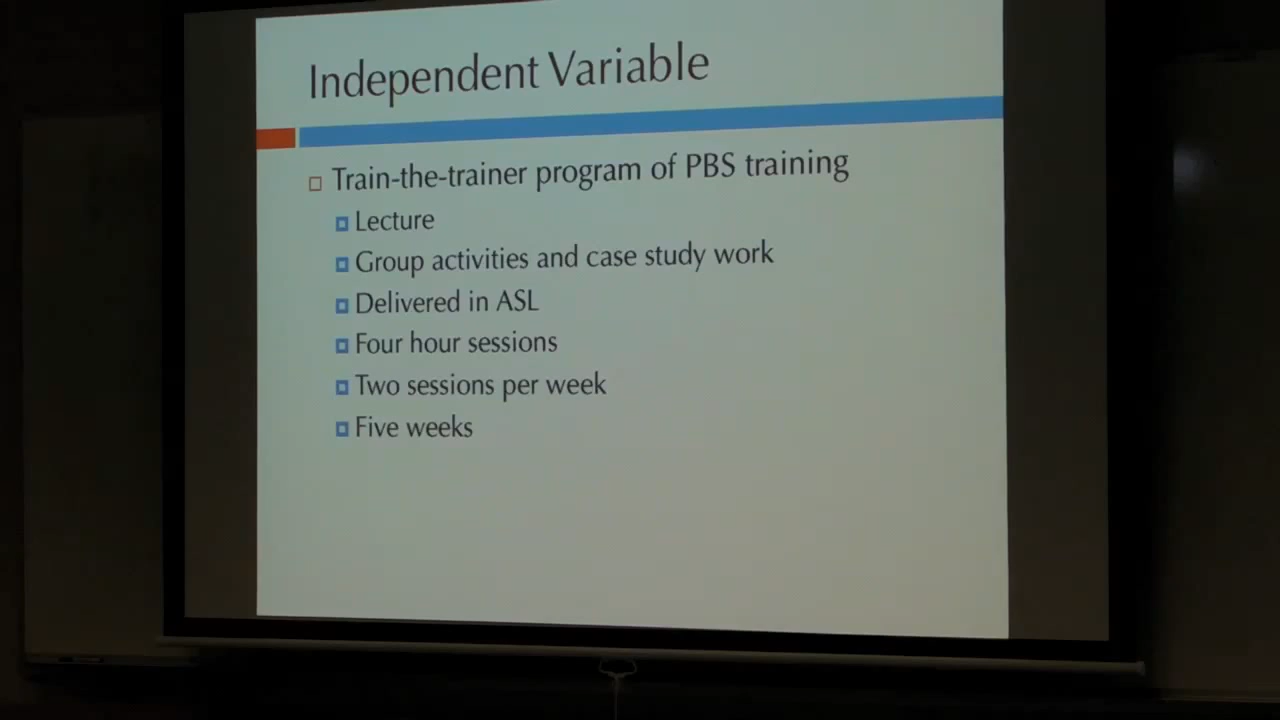 Independent Variable
Train-the-trainer program of PBS training
Lecture
Group activities and case study work
Delivered in ASL
Four hour sessions
Two sessions per week
Five weeks